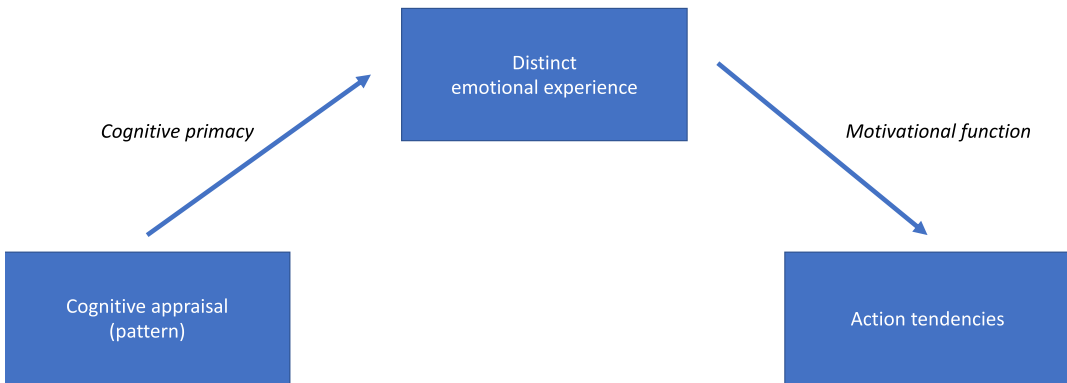 Distinct
emotional experience
Cognitive primacy
Motivational function
Cognitive appraisal
(pattern)
Action tendencies